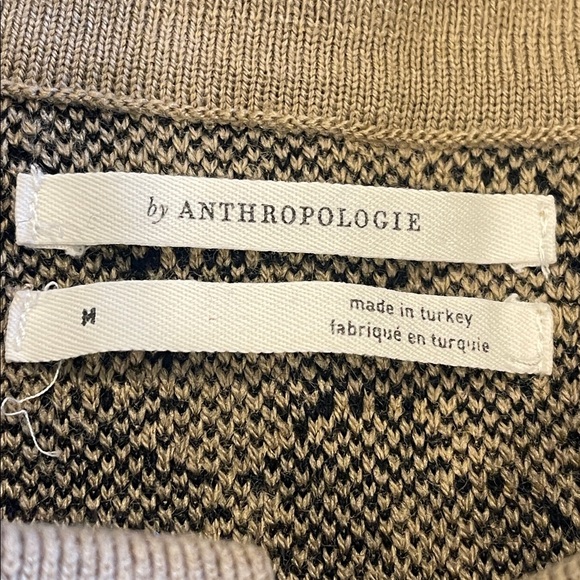 by ANTHROPOLOGIE
M
made in turkey
fabriqué en turquie